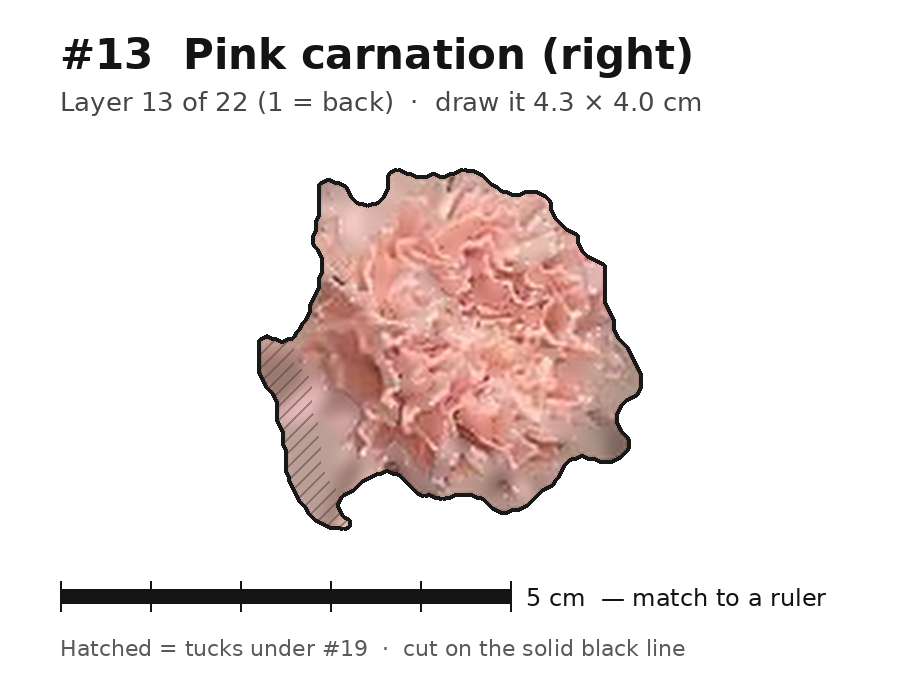 #13  Pink carnation (right)
Layer 13 of 22 (1 = back)  ·  draw it 4.3 × 4.0 cm
5 cm  — match to a ruler
Hatched = tucks under #19  ·  cut on the solid black line